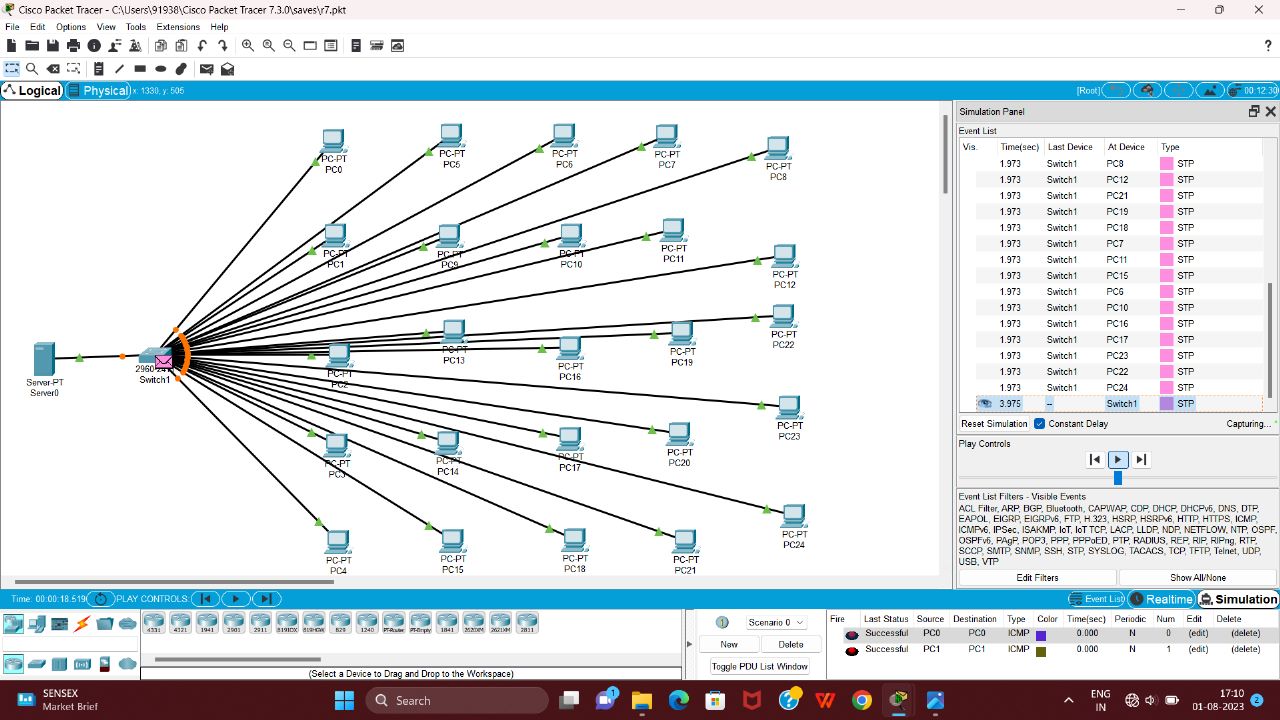 Cisco Packet Tracer - C:\Users\91938\Cisco Packet Tracer 7.3.0\saves\r7.pkt
File Edit Options View Tools Extensions Help
?
Logical Physical x: 1330, y: 505 [Root] 00:12:30
PC-PT
PC0
PC-PT
PC5
PC-PT
PC6
PC-PT
PC7
PC-PT
PC8
PC-PT
PC1
PC-PT
PC9
PC-PT
PC10
PC-PT
PC11
PC-PT
PC12
PC-PT
PC13
PC-PT
PC22
PC-PT
PC2
PC-PT
PC16
PC-PT
PC19
Server-PT
Server0
Switch1
PC-PT
PC23
PC-PT
PC3
PC-PT
PC14
PC-PT
PC17
PC-PT
PC20
PC-PT
PC24
PC-PT
PC4
PC-PT
PC15
PC-PT
PC18
PC-PT
PC21
Simulation Panel
Event List
Vis. Time(sec) Last Device At Device Type
1.973 Switch1 PC8 STP
1.973 Switch1 PC12 STP
1.973 Switch1 PC21 STP
1.973 Switch1 PC19 STP
1.973 Switch1 PC18 STP
1.973 Switch1 PC7 STP
1.973 Switch1 PC11 STP
1.973 Switch1 PC15 STP
1.973 Switch1 PC6 STP
1.973 Switch1 PC10 STP
1.973 Switch1 PC16 STP
1.973 Switch1 PC17 STP
1.973 Switch1 PC23 STP
1.973 Switch1 PC22 STP
1.973 Switch1 PC24 STP
3.975 -- Switch1 STP
Reset Simulation Constant Delay Capturing...
Play Controls
Event List Filters - Visible Events
ACL Filter, ARP, BGP, Bluetooth, CAPWAP, CDP, DHCP, DHCPv6, DNS, DTP,
EAPOL, EIGRP, EIGRPv6, FTP, H.323, HSRP, HSRPv6, HTTP, HTTPS, ICMP,
ICMPv6, IPSec, ISAKMP, IoT, IoT TCP, LACP, LLDP, NDP, NETFLOW, NTP, OSPF,
OSPFv6, PAgP, POP3, PPP, PPPoED, PTP, RADIUS, REP, RIP, RIPng, RTP,
SCCP, SMTP, SNMP, SSH, STP, SYSLOG, TACACS, TCP, TFTP, Telnet, UDP,
USB, VTP
Edit Filters Show All/None
Time: 00:00:18.519 PLAY CONTROLS: Event List Realtime Simulation
4331 4321 1941 2901 2911 819IOX 819HGW 829 1240 PT-Router PT-Empty 1841 2620XM 2621XM 2811
(Select a Device to Drag and Drop to the Workspace)
Scenario 0
New Delete
Toggle PDU List Window
Fire Last Status Source Destination Type Color Time(sec) Periodic Num Edit Delete
Successful PC0 PC0 ICMP 0.000 N 0 (edit) (delete)
Successful PC1 PC1 ICMP 0.000 N 1 (edit) (delete)
SENSEX
Market Brief
Search
1
ENG
IN
17:10
01-08-2023
2